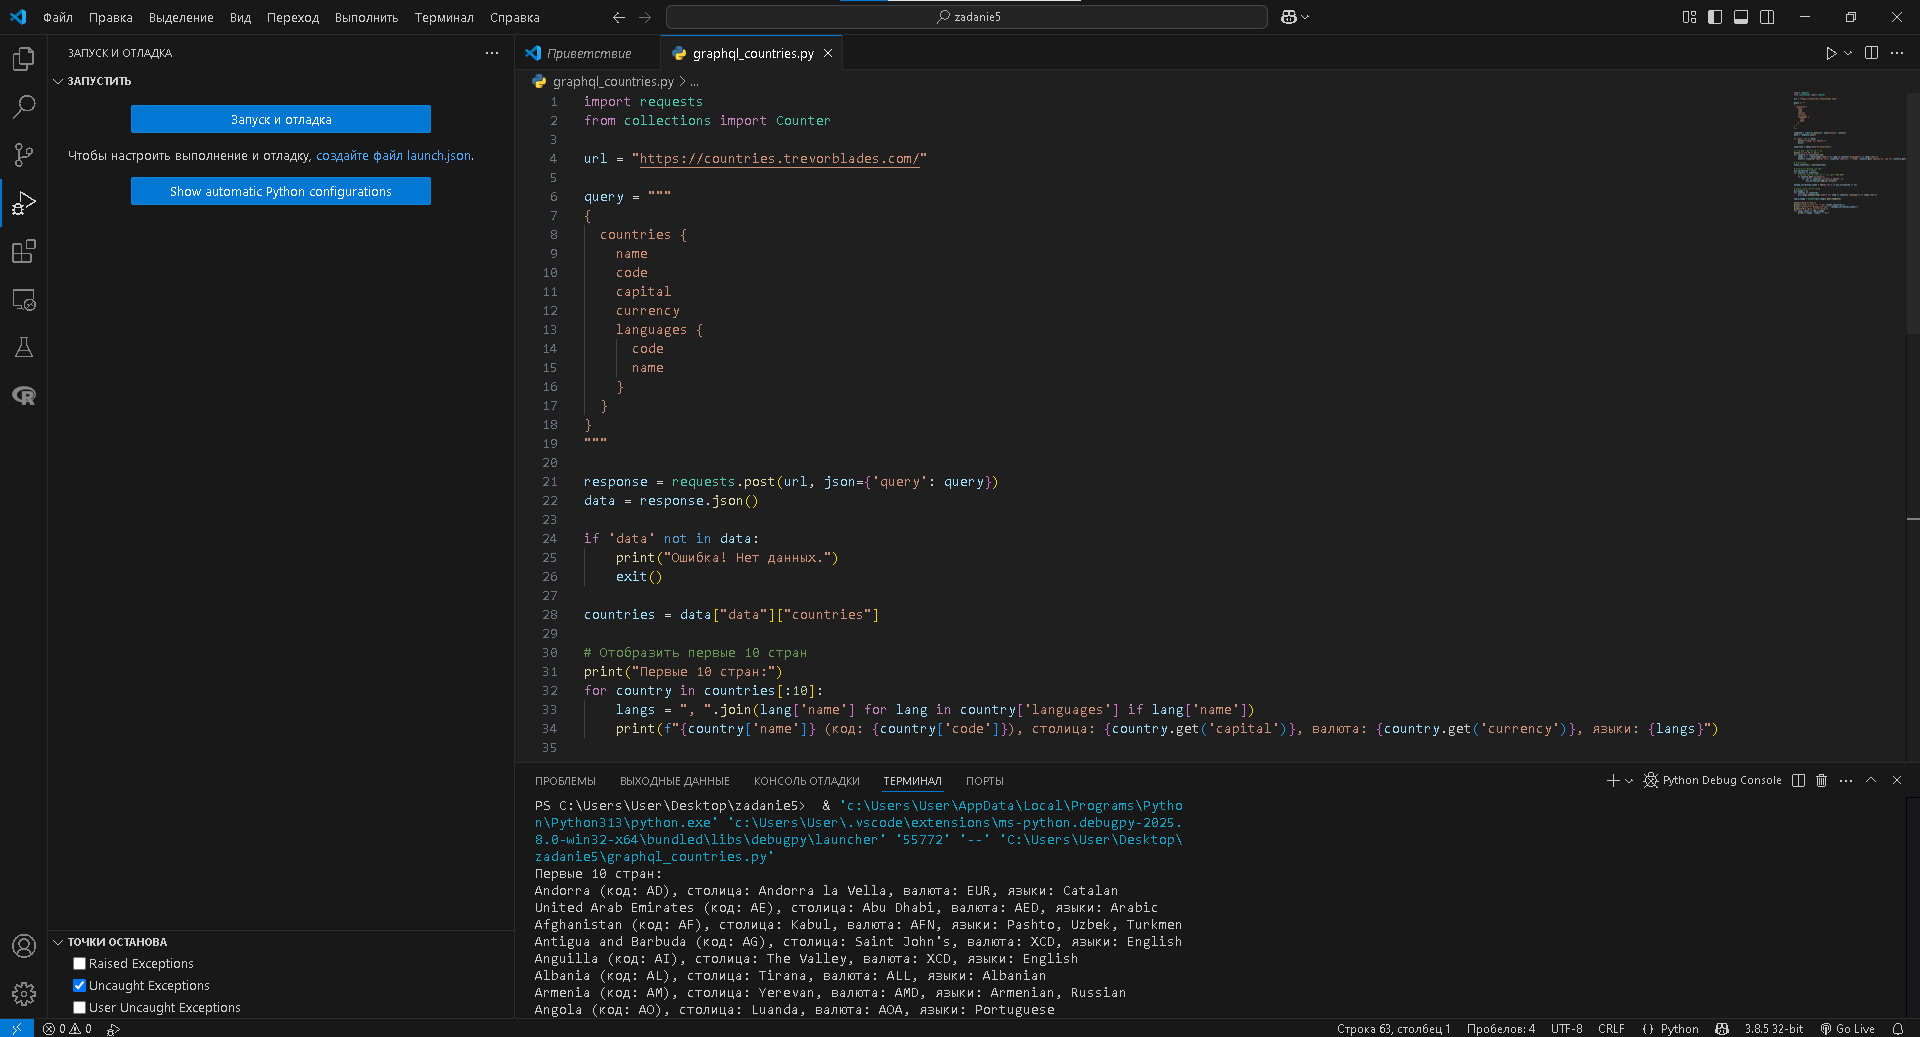 Файл Правка Выделение Вид Переход Выполнить Терминал Справка
zadanie5
ЗАПУСК И ОТЛАДКА
ЗАПУСТИТЬ
Запуск и отладка
Чтобы настроить выполнение и отладку, создайте файл launch.json.
Show automatic Python configurations
ТОЧКИ ОСТАНОВА
Raised Exceptions
Uncaught Exceptions
User Uncaught Exceptions
Приветствие graphql_countries.py
graphql_countries.py > ...
1 import requests
2 from collections import Counter
3
4 url = "https://countries.trevorblades.com/"
5
6 query = """
7 {
8 countries {
9 name
10 code
11 capital
12 currency
13 languages {
14 code
15 name
16 }
17 }
18 }
19 """
20
21 response = requests.post(url, json={'query': query})
22 data = response.json()
23
24 if 'data' not in data:
25 print("Ошибка! Нет данных.")
26 exit()
27
28 countries = data["data"]["countries"]
29
30 # Отобразить первые 10 стран
31 print("Первые 10 стран:")
32 for country in countries[:10]:
33 langs = ", ".join(lang['name'] for lang in country['languages'] if lang['name'])
34 print(f"{country['name']} (код: {country['code']}), столица: {country.get('capital')}, валюта: {country.get('currency')}, языки: {langs}")
35
ПРОБЛЕМЫ ВЫХОДНЫЕ ДАННЫЕ КОНСОЛЬ ОТЛАДКИ ТЕРМИНАЛ ПОРТЫ
Python Debug Console
PS C:\Users\User\Desktop\zadanie5> & 'c:\Users\User\AppData\Local\Programs\Pytho
n\Python313\python.exe' 'c:\Users\User\.vscode\extensions\ms-python.debugpy-2025.
8.0-win32-x64\bundled\libs\debugpy\launcher' '55772' '--' 'C:\Users\User\Desktop\
zadanie5\graphql_countries.py'
Первые 10 стран:
Andorra (код: AD), столица: Andorra la Vella, валюта: EUR, языки: Catalan
United Arab Emirates (код: AE), столица: Abu Dhabi, валюта: AED, языки: Arabic
Afghanistan (код: AF), столица: Kabul, валюта: AFN, языки: Pashto, Uzbek, Turkmen
Antigua and Barbuda (код: AG), столица: Saint John's, валюта: XCD, языки: English
Anguilla (код: AI), столица: The Valley, валюта: XCD, языки: English
Albania (код: AL), столица: Tirana, валюта: ALL, языки: Albanian
Armenia (код: AM), столица: Yerevan, валюта: AMD, языки: Armenian, Russian
Angola (код: AO), столица: Luanda, валюта: AOA, языки: Portuguese
0 0
Строка 63, столбец 1 Пробелов: 4 UTF-8 CRLF {} Python 3.8.5 32-bit Go Live